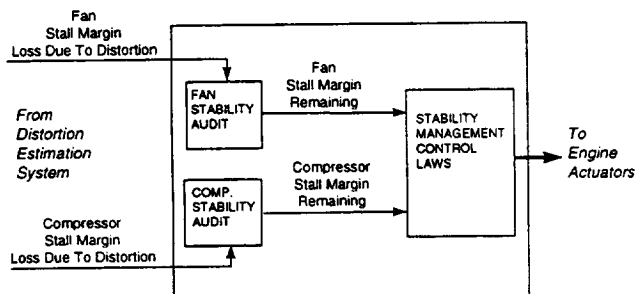 Fan
Stall Margin
Loss Due To Distortion
From
Distortion
Estimation
System
Compressor
Stall Margin
Loss Due To Distortion
FAN
STABILITY
AUDIT
COMP.
STABILITY
AUDIT
Fan
Stall Margin
Remaining
Compressor
Stall Margin
Remaining
STABILITY
MANAGEMENT
CONTROL
LAWS
To
Engine
Actuators